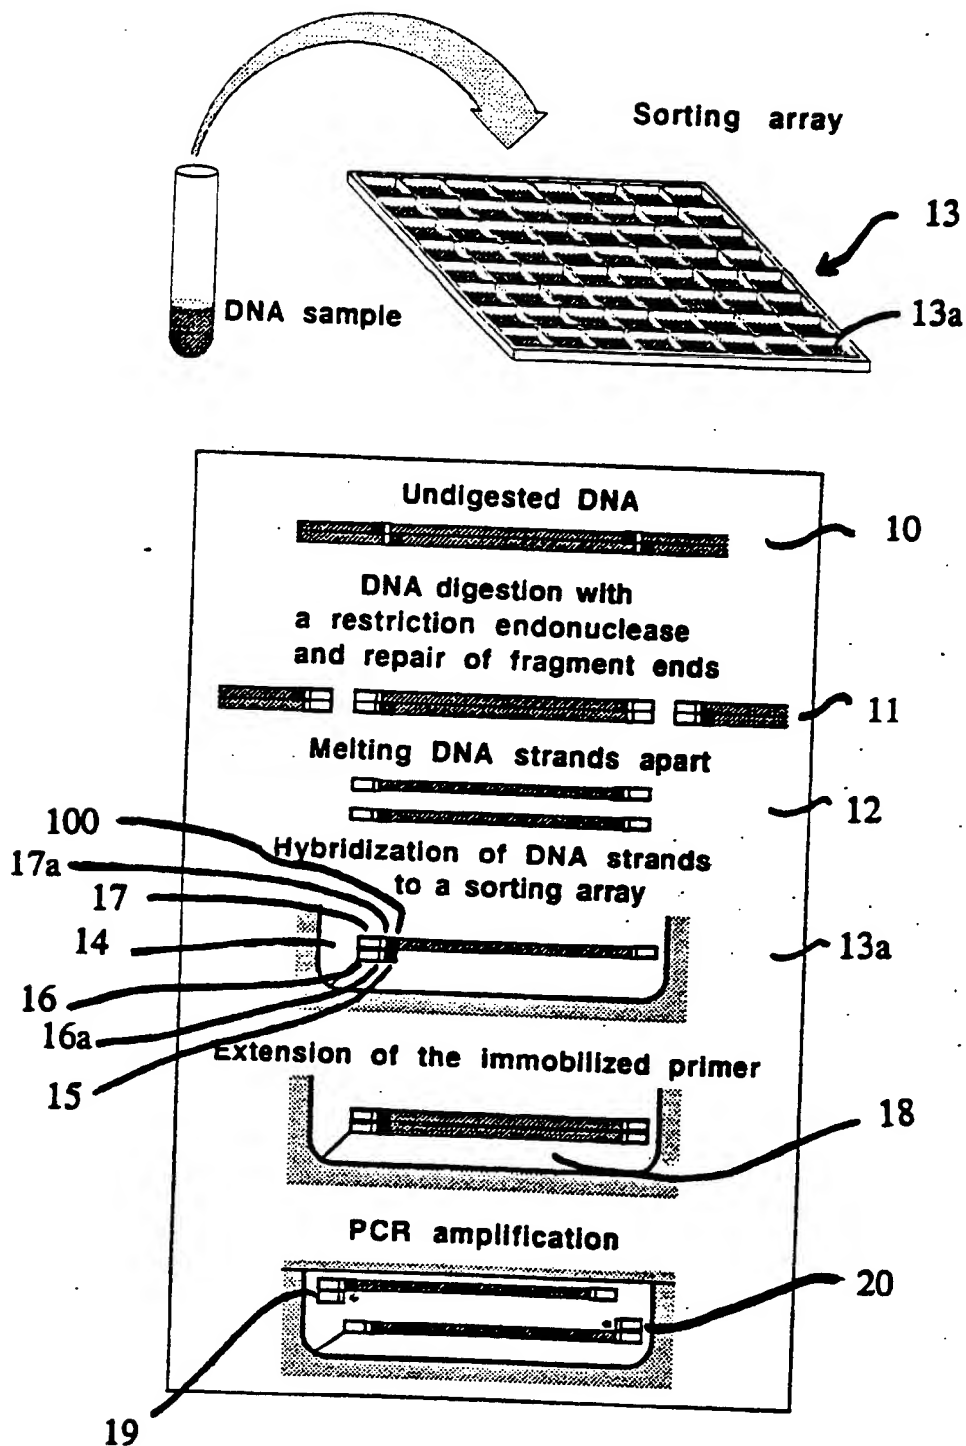 Sorting array
13
DNA sample
13a
Undigested DNA
10
DNA digestion with
a restriction endonuclease
and repair of fragment ends
11
Melting DNA strands apart
12
100
Hybridization of DNA strands
17a
to a sorting array
17
14
13a
16
16a
Extension of the immobilized primer
15
18
PCR amplification
20
19